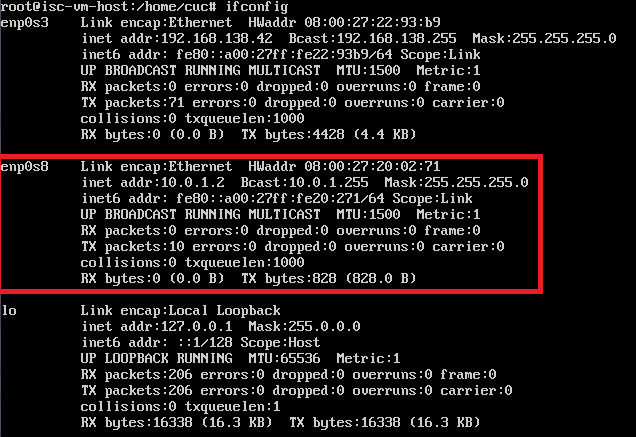 root@isc-vm-host:/home/cuc# ifconfig
enp0s3    Link encap:Ethernet  HWaddr 08:00:27:22:93:b9
          inet addr:192.168.138.42  Bcast:192.168.138.255  Mask:255.255.255.0
          inet6 addr: fe80::a00:27ff:fe22:93b9/64 Scope:Link
          UP BROADCAST RUNNING MULTICAST  MTU:1500  Metric:1
          RX packets:0 errors:0 dropped:0 overruns:0 frame:0
          TX packets:71 errors:0 dropped:0 overruns:0 carrier:0
          collisions:0 txqueuelen:1000
          RX bytes:0 (0.0 B)  TX bytes:4428 (4.4 KB)
enp0s8    Link encap:Ethernet  HWaddr 08:00:27:20:02:71
          inet addr:10.0.1.2  Bcast:10.0.1.255  Mask:255.255.255.0
          inet6 addr: fe80::a00:27ff:fe20:271/64 Scope:Link
          UP BROADCAST RUNNING MULTICAST  MTU:1500  Metric:1
          RX packets:0 errors:0 dropped:0 overruns:0 frame:0
          TX packets:10 errors:0 dropped:0 overruns:0 carrier:0
          collisions:0 txqueuelen:1000
          RX bytes:0 (0.0 B)  TX bytes:828 (828.0 B)
lo        Link encap:Local Loopback
          inet addr:127.0.0.1  Mask:255.0.0.0
          inet6 addr: ::1/128 Scope:Host
          UP LOOPBACK RUNNING  MTU:65536  Metric:1
          RX packets:206 errors:0 dropped:0 overruns:0 frame:0
          TX packets:206 errors:0 dropped:0 overruns:0 carrier:0
          collisions:0 txqueuelen:1
          RX bytes:16338 (16.3 KB)  TX bytes:16338 (16.3 KB)